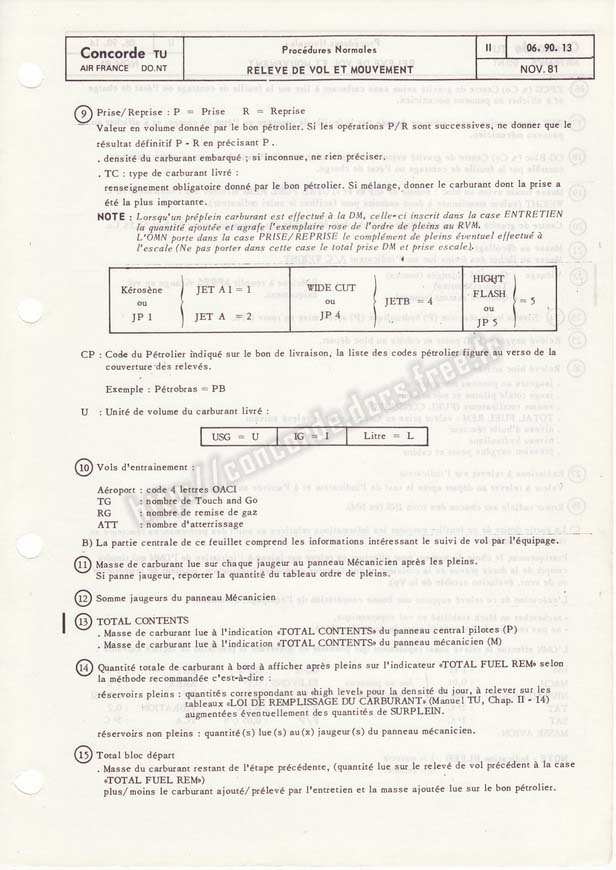 Concorde TU
AIR FRANCE DO.NT
Procédures Normales
RELEVE DE VOL ET MOUVEMENT
II
06. 90. 13
NOV. 81
9 Prise/Reprise : P = Prise R = Reprise
Valeur en volume donnée par le bon pétrolier. Si les opérations P/R sont successives, ne donner que le
résultat définitif P - R en précisant P .
. densité du carburant embarqué ; si inconnue, ne rien préciser.
. TC : type de carburant livré :
renseignement obligatoire donné par le bon pétrolier. Si mélange, donner le carburant dont la prise a
été la plus importante.
NOTE : Lorsqu'un préplein carburant est effectué à la DM, celle-ci inscrit dans la case ENTRETIEN
la quantité ajoutée et agrafe l'exemplaire rose de l'ordre de pleins au RVM.
L'OMN porte dans la case PRISE/REPRISE le complément de pleins éventuel effectué à
l'escale (Ne pas porter dans cette case le total prise DM et prise escale).
Kérosène
ou
JP 1
JET A1 = 1
JET A = 2
WIDE CUT
ou
JP 4
JETB = 4
HIGHT
FLASH
ou
JP 5
= 5
CP : Code du Pétrolier indiqué sur le bon de livraison, la liste des codes pétrolier figure au verso de la
couverture des relevés.
Exemple : Pétrobras = PB
U : Unité de volume du carburant livré :
USG = U IG = I Litre = L
10 Vols d'entrainement :
Aéroport : code 4 lettres OACI
TG : nombre de Touch and Go
RG : nombre de remise de gaz
ATT : nombre d'atterrissage
B) La partie centrale de ce feuillet comprend les informations intéressant le suivi de vol par l'équipage.
11 Masse de carburant lue sur chaque jaugeur au panneau Mécanicien après les pleins.
Si panne jaugeur, reporter la quantité du tableau ordre de pleins.
12 Somme jaugeurs du panneau Mécanicien
13 TOTAL CONTENTS
. Masse de carburant lue à l'indication «TOTAL CONTENTS» du panneau central pilotes (P)
. Masse de carburant lue à l'indication «TOTAL CONTENTS» du panneau mécanicien (M)
14 Quantité totale de carburant à bord à afficher après pleins sur l'indicateur «TOTAL FUEL REM» selon
la méthode recommandée c'est-à-dire :
réservoirs pleins : quantités correspondant au «high level» pour la densité du jour, à relever sur les
tableaux «LOI DE REMPLISSAGE DU CARBURANT» (Manuel TU, Chap. II - 14)
augmentées éventuellement des quantités de SURPLEIN.
réservoirs non pleins : quantité(s) lue(s) au(x) jaugeur(s) du panneau mécanicien.
15 Total bloc départ
. Masse du carburant restant de l'étape précédente, (quantité lue sur le relevé de vol précédent à la case
«TOTAL FUEL REM»)
plus/moins le carburant ajouté/prélevé par l'entretien et la masse ajoutée lue sur le bon pétrolier.
http://concorde.docs.free.fr